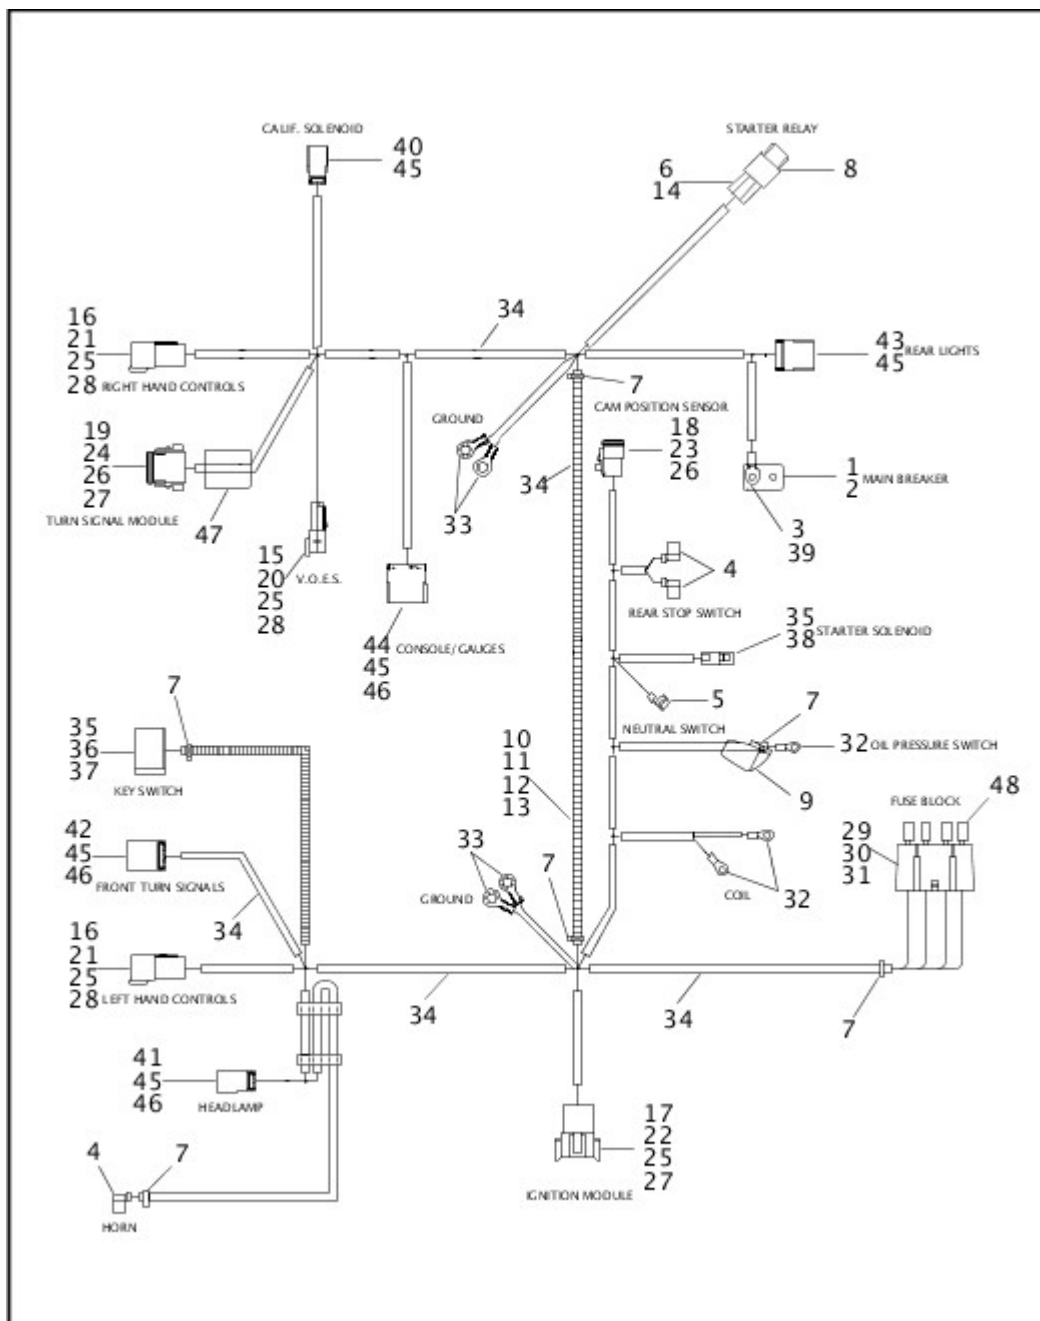 CALIF. SOLENOID
40
45
STARTER RELAY
6
14
8
16
21
25
28 RIGHT HAND CONTROLS
34
43
45 REAR LIGHTS
7
CAM POSITION SENSOR
GROUND
18
23
26
19
24
26
27
TURN SIGNAL MODULE
47
34
33
1
2 MAIN BREAKER
3
39
15
20 V.O.E.S.
25
28
4
REAR STOP SWITCH
44 CONSOLE/GAUGES
45
46
35
38 STARTER SOLENOID
5
7
35
36
37
KEY SWITCH
NEUTRAL SWITCH
7
32 OIL PRESSURE SWITCH
9
10
11
12
13
FUSE BLOCK
48
29
30
31
42
45
46
FRONT TURN SIGNALS
34
33
GROUND
7
COIL
32
16
21
25
28 LEFT HAND CONTROLS
34
34
7
41
45
46
HEADLAMP
17
22
25
27
IGNITION MODULE
4
7
HORN